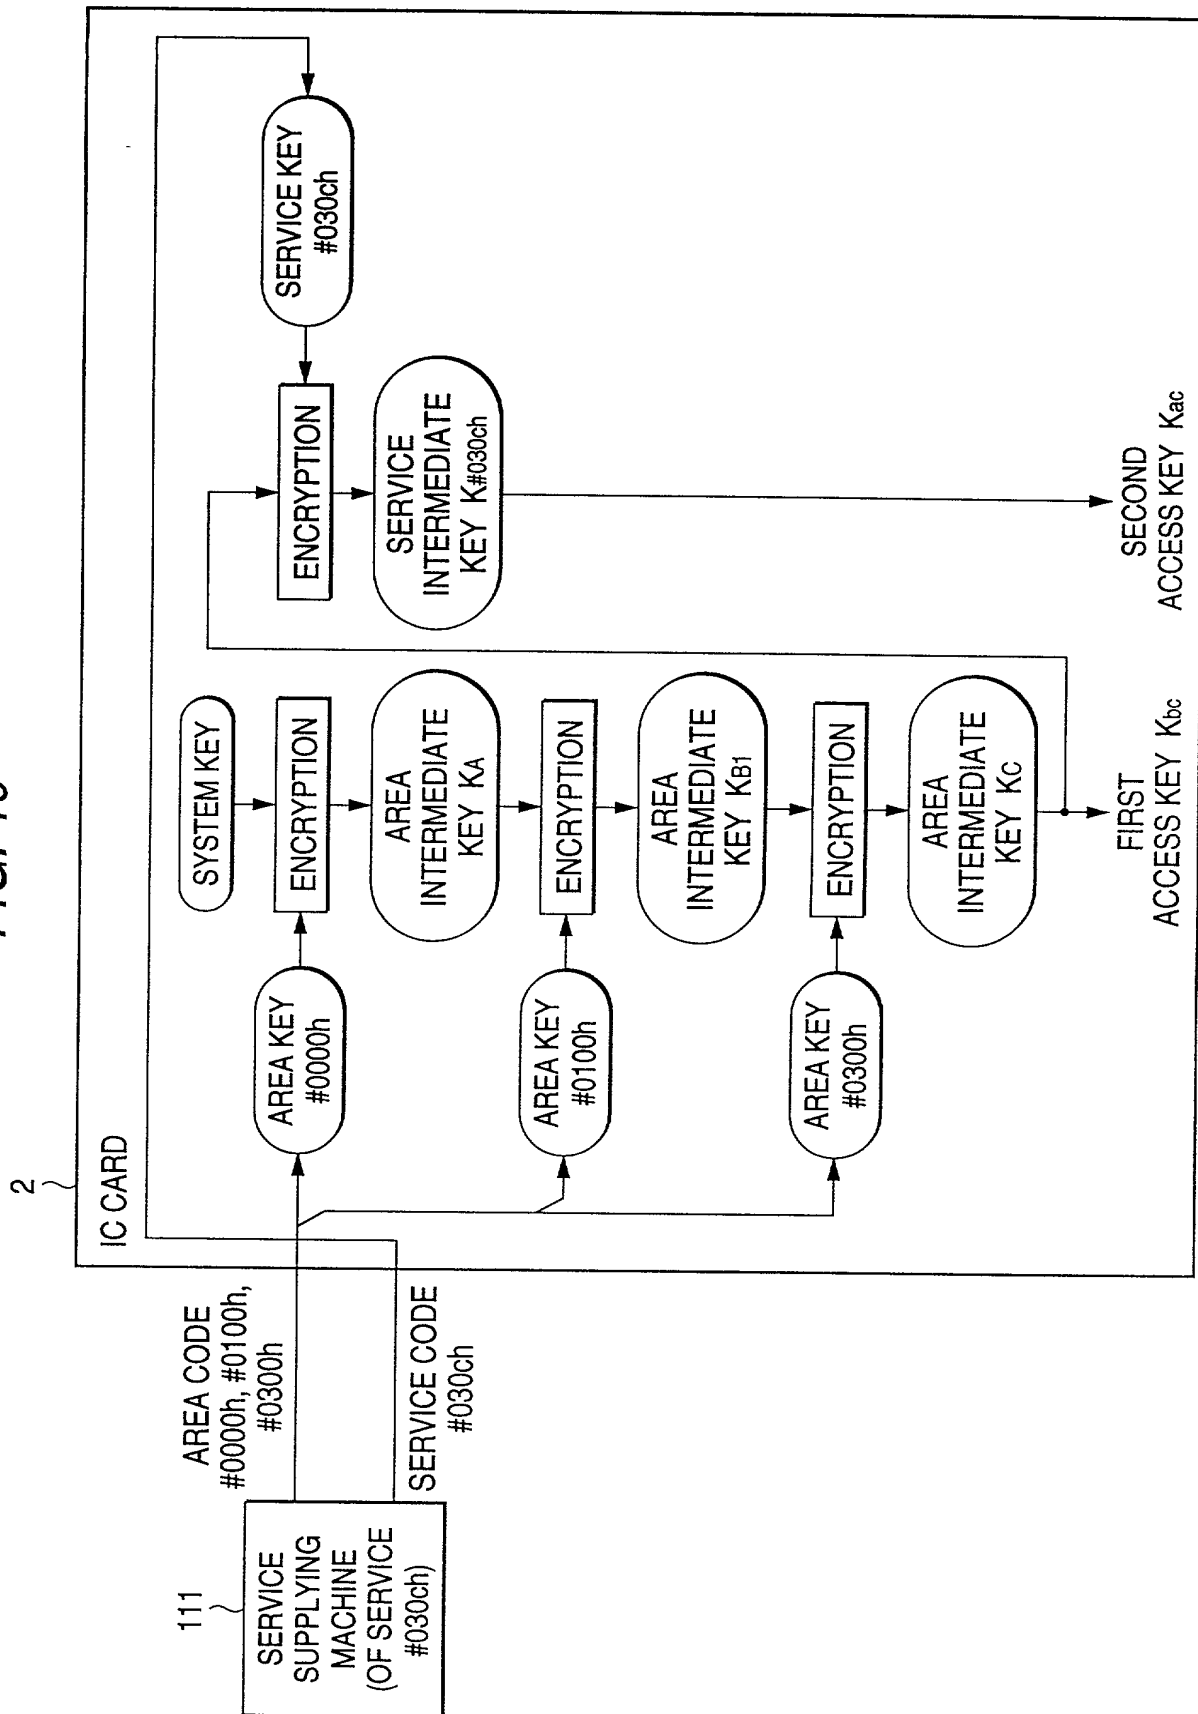 2
IC CARD
111
SERVICE
SUPPLYING
MACHINE
(OF SERVICE
#030ch)
AREA CODE
#0000h, #0100h,
#0300h
SERVICE CODE
#030ch
SYSTEM KEY
AREA KEY
#0000h
ENCRYPTION
AREA
INTERMEDIATE
KEY KA
AREA KEY
#0100h
ENCRYPTION
AREA
INTERMEDIATE
KEY KB1
AREA KEY
#0300h
ENCRYPTION
AREA
INTERMEDIATE
KEY KC
FIRST
ACCESS KEY Kbc
SERVICE KEY
#030ch
ENCRYPTION
SERVICE
INTERMEDIATE
KEY K#030ch
SECOND
ACCESS KEY Kac